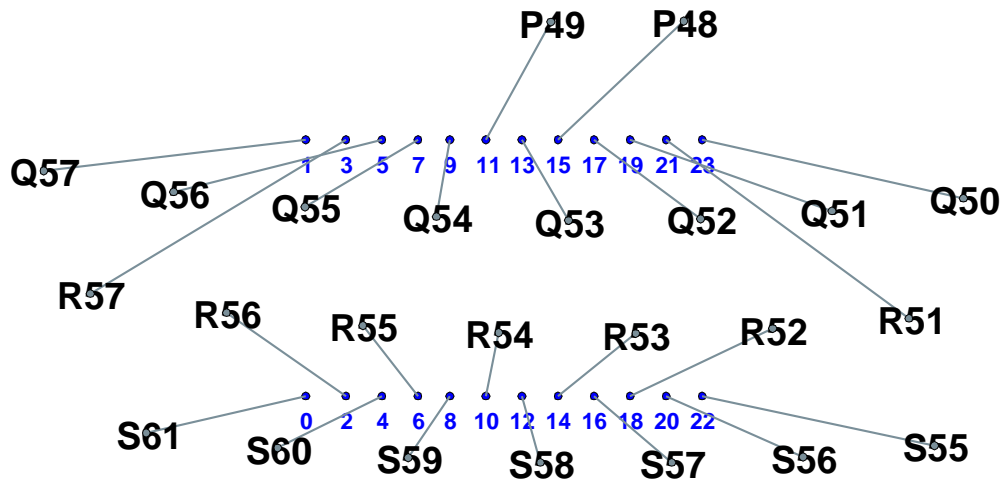 P49 P48
1 3 5 7 9 11 13 15 17 19 21 23
Q57 Q56 Q55 Q54 Q53 Q52 Q51 Q50
R57 R56 R55 R54 R53 R52 R51
0 2 4 6 8 10 12 14 16 18 20 22
S61 S60 S59 S58 S57 S56 S55